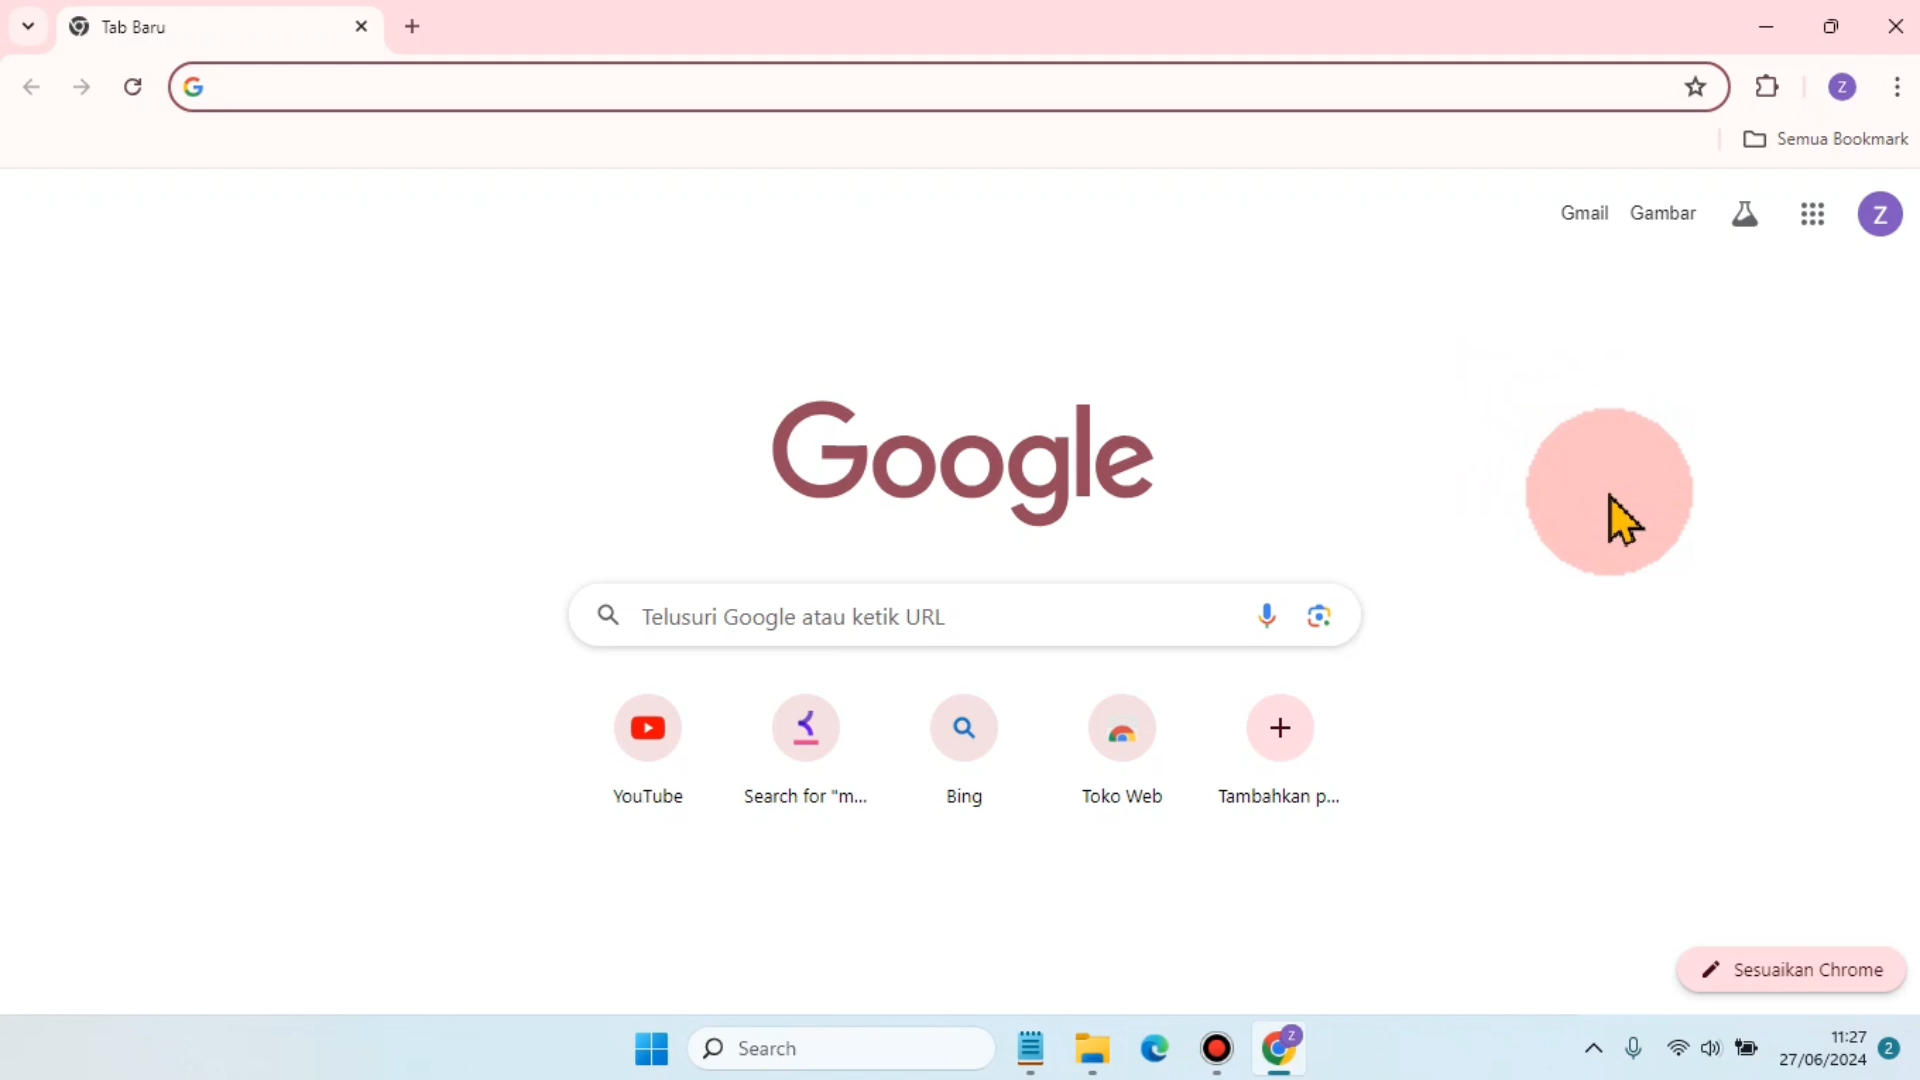 Tab Baru
Semua Bookmark
Gmail Gambar
Z
Z
Google
Telusuri Google atau ketik URL
YouTube
Search for "m...
Bing
Toko Web
Tambahkan p...
Sesuaikan Chrome
Search
Z
11:27
27/06/2024
2